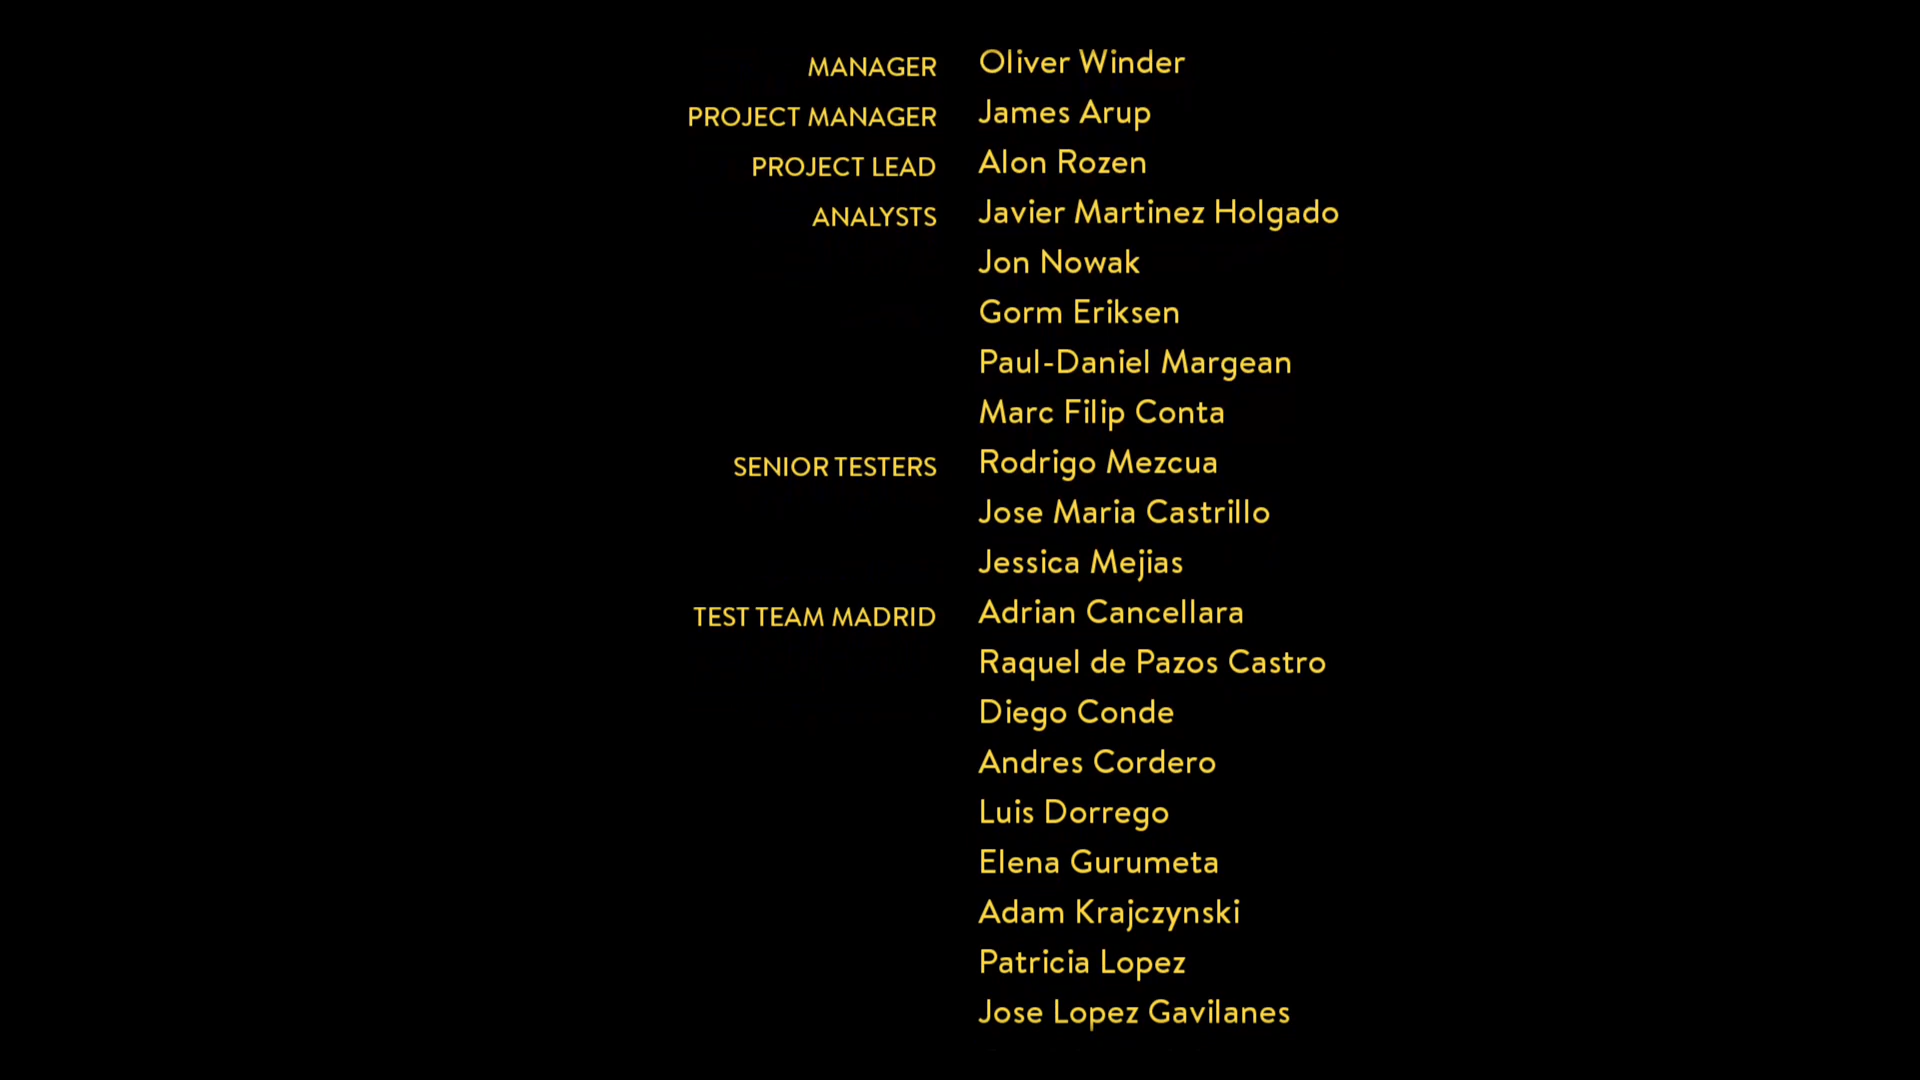 MANAGER Oliver Winder
PROJECT MANAGER James Arup
PROJECT LEAD Alon Rozen
ANALYSTS Javier Martinez Holgado
Jon Nowak
Gorm Eriksen
Paul-Daniel Margean
Marc Filip Conta
SENIOR TESTERS Rodrigo Mezcua
Jose Maria Castrillo
Jessica Mejias
TEST TEAM MADRID Adrian Cancellara
Raquel de Pazos Castro
Diego Conde
Andres Cordero
Luis Dorrego
Elena Gurumeta
Adam Krajczynski
Patricia Lopez
Jose Lopez Gavilanes